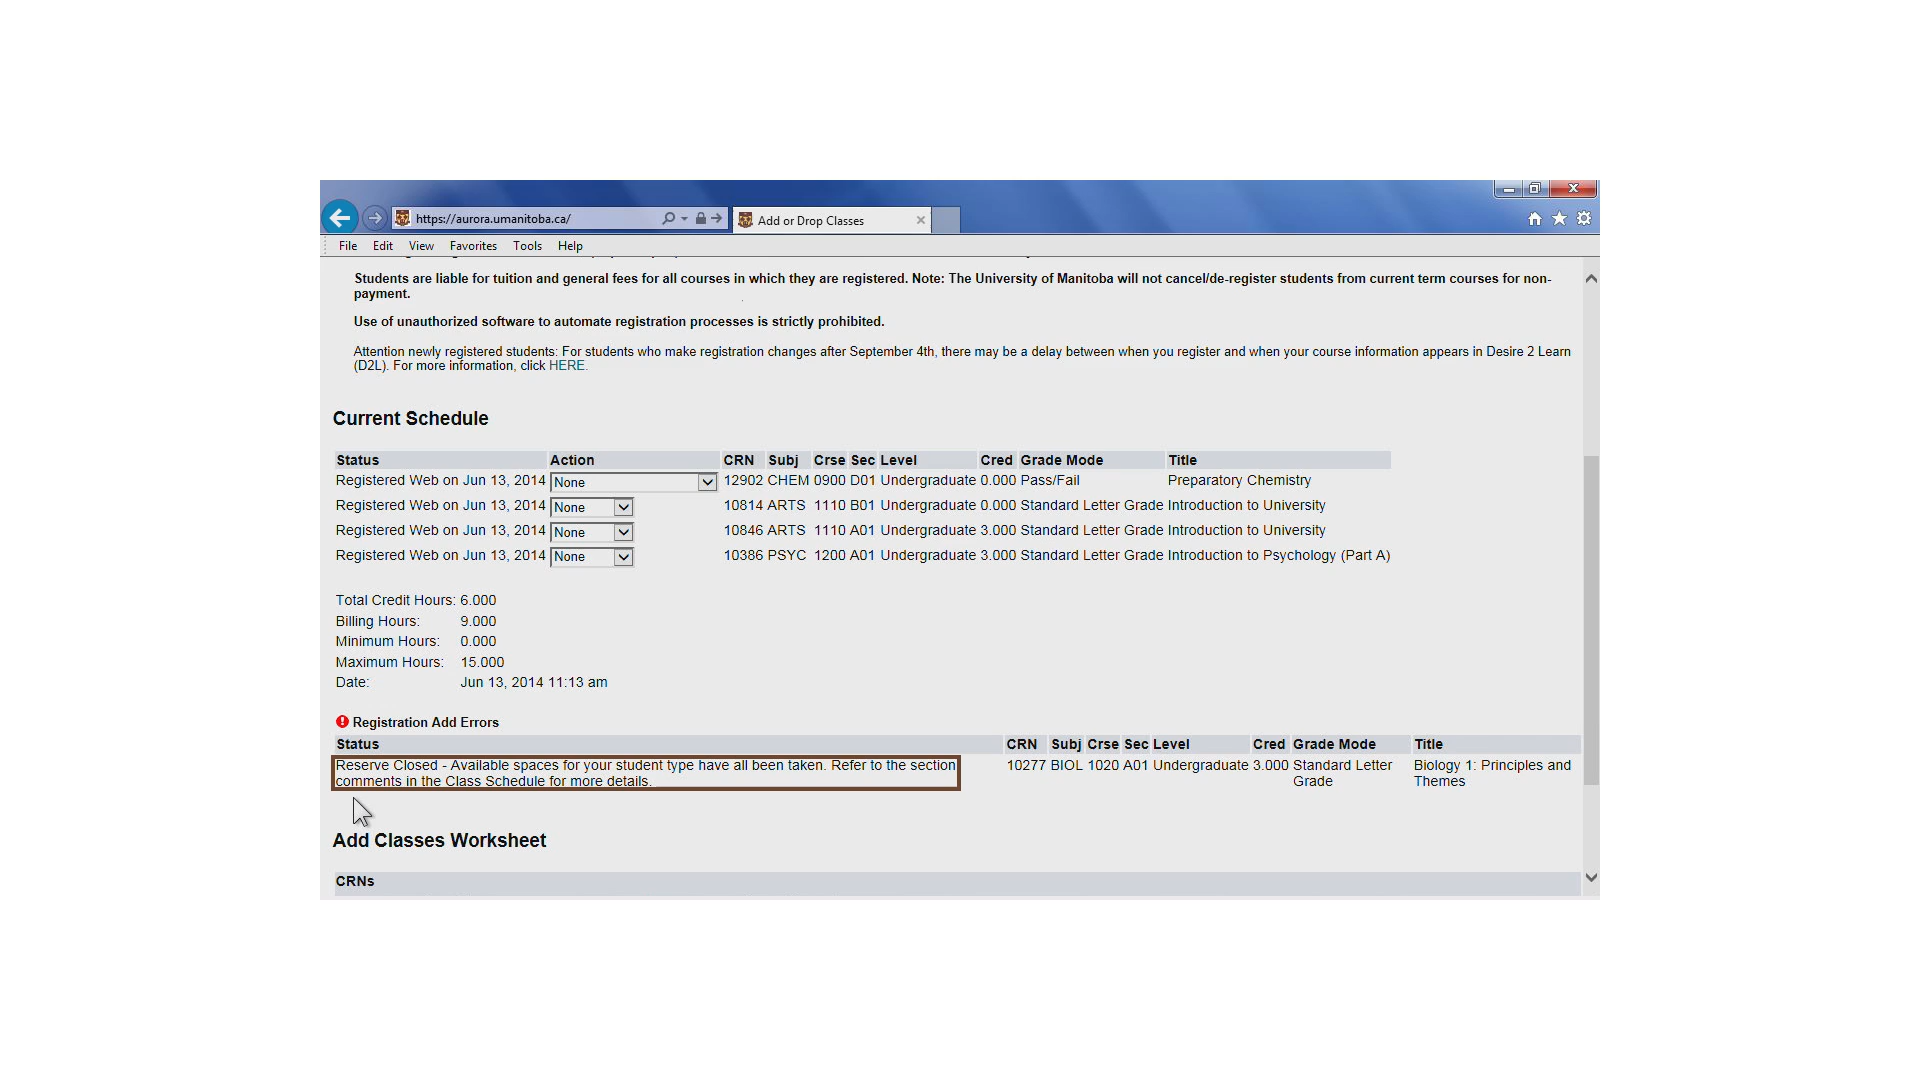 https://aurora.umanitoba.ca/
Add or Drop Classes
File Edit View Favorites Tools Help
Students are liable for tuition and general fees for all courses in which they are registered. Note: The University of Manitoba will not cancel/de-register students from current term courses for non-
payment.
Use of unauthorized software to automate registration processes is strictly prohibited.
Attention newly registered students: For students who make registration changes after September 4th, there may be a delay between when you register and when your course information appears in Desire 2 Learn
(D2L). For more information, click HERE.
Current Schedule
Status Action CRN Subj Crse Sec Level Cred Grade Mode Title
Registered Web on Jun 13, 2014 None 12902 CHEM 0900 D01 Undergraduate 0.000 Pass/Fail Preparatory Chemistry
Registered Web on Jun 13, 2014 None 10814 ARTS 1110 B01 Undergraduate 0.000 Standard Letter Grade Introduction to University
Registered Web on Jun 13, 2014 None 10846 ARTS 1110 A01 Undergraduate 3.000 Standard Letter Grade Introduction to University
Registered Web on Jun 13, 2014 None 10386 PSYC 1200 A01 Undergraduate 3.000 Standard Letter Grade Introduction to Psychology (Part A)
Total Credit Hours: 6.000
Billing Hours: 9.000
Minimum Hours: 0.000
Maximum Hours: 15.000
Date: Jun 13, 2014 11:13 am
Registration Add Errors
Status CRN Subj Crse Sec Level Cred Grade Mode Title
Reserve Closed - Available spaces for your student type have all been taken. Refer to the section 10277 BIOL 1020 A01 Undergraduate 3.000 Standard Letter Biology 1: Principles and
comments in the Class Schedule for more details. Grade Themes
Add Classes Worksheet
CRNs